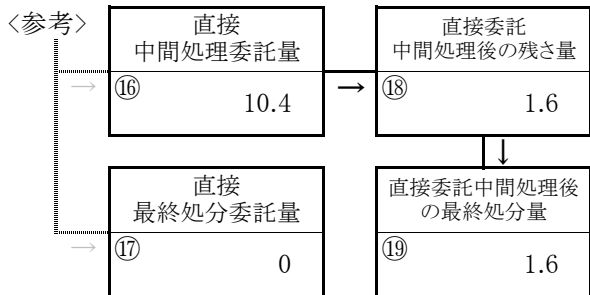 <参考>
直接
中間処理委託量
→ ⑯ 10.4
→
直接委託
中間処理後の残さ量
⑱ 1.6
↓
直接
最終処分委託量
→ ⑰ 0
直接委託中間処理後
の最終処分量
⑲ 1.6